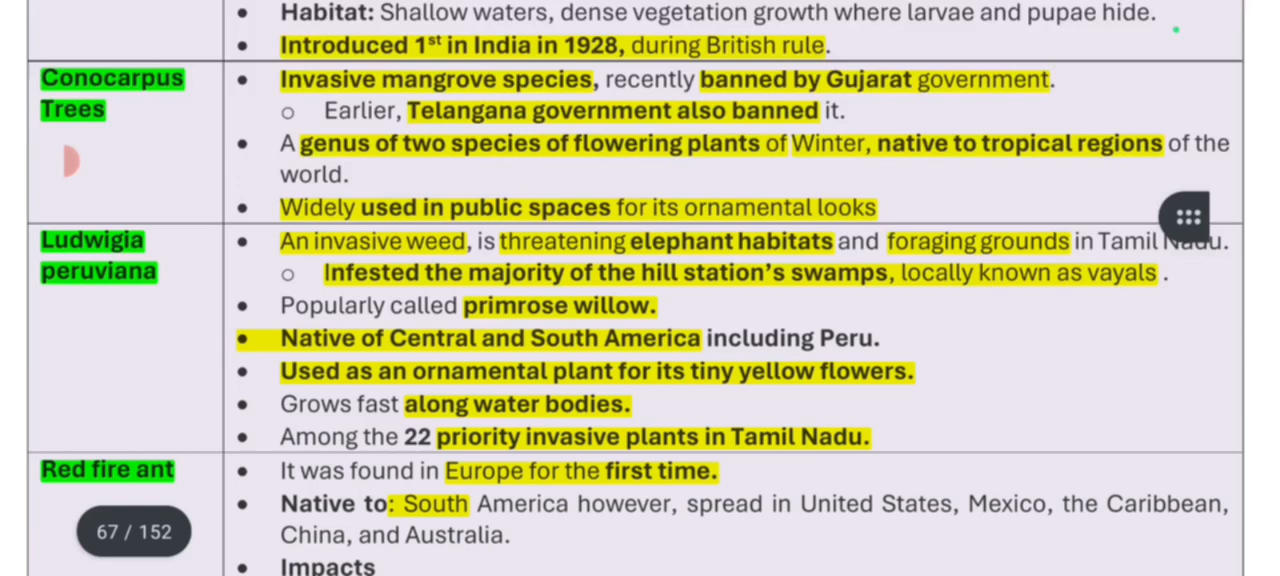 • Habitat: Shallow waters, dense vegetation growth where larvae and pupae hide.
• Introduced 1st in India in 1928, during British rule.
Conocarpus
Trees
• Invasive mangrove species, recently banned by Gujarat government.
○ Earlier, Telangana government also banned it.
• A genus of two species of flowering plants of Winter, native to tropical regions of the
world.
• Widely used in public spaces for its ornamental looks
Ludwigia
peruviana
• An invasive weed, is threatening elephant habitats and foraging grounds in Tamil Nadu.
○ Infested the majority of the hill station's swamps, locally known as vayals .
• Popularly called primrose willow.
• Native of Central and South America including Peru.
• Used as an ornamental plant for its tiny yellow flowers.
• Grows fast along water bodies.
• Among the 22 priority invasive plants in Tamil Nadu.
Red fire ant
• It was found in Europe for the first time.
• Native to: South America however, spread in United States, Mexico, the Caribbean,
China, and Australia.
• Impacts
67 / 152